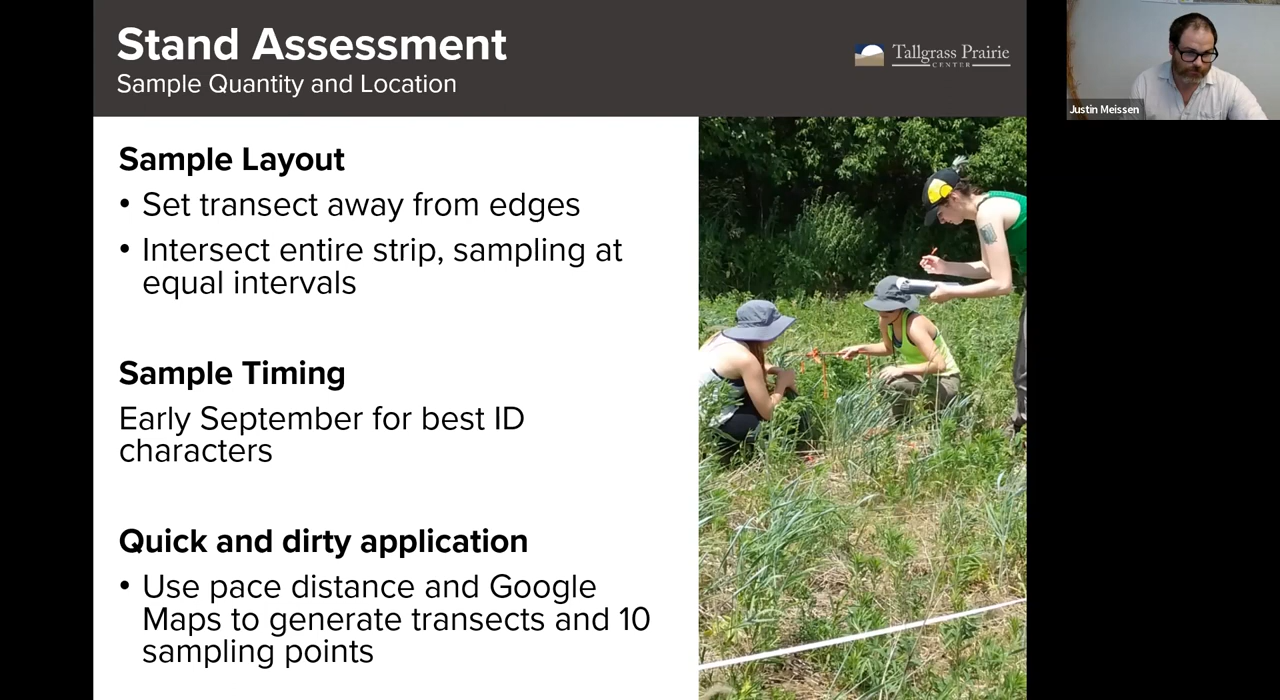 Stand Assessment
Sample Quantity and Location
Tallgrass Prairie
CENTER
Justin Meissen
Sample Layout
• Set transect away from edges
• Intersect entire strip, sampling at
equal intervals
Sample Timing
Early September for best ID
characters
Quick and dirty application
• Use pace distance and Google
Maps to generate transects and 10
sampling points